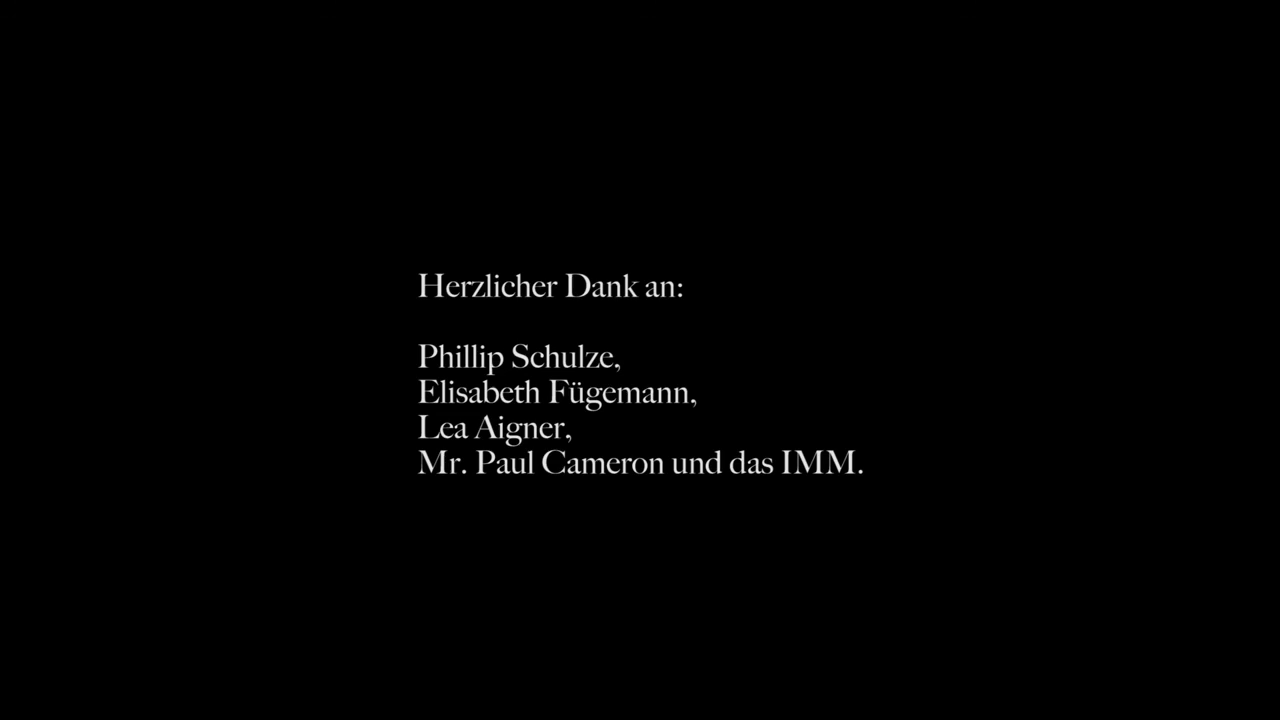 Herzlicher Dank an:
Phillip Schulze,
Elisabeth Fügemann,
Lea Aigner,
Mr. Paul Cameron und das IMM.